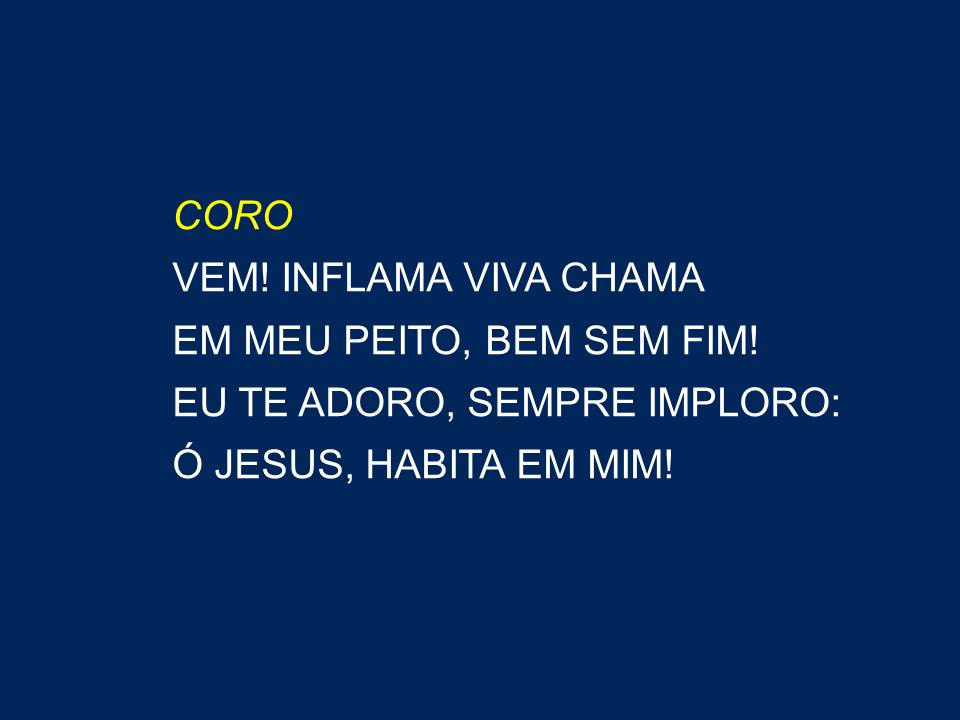 CORO
VEM! INFLAMA VIVA CHAMA
EM MEU PEITO, BEM SEM FIM!
EU TE ADORO, SEMPRE IMPLORO:
Ó JESUS, HABITA EM MIM!